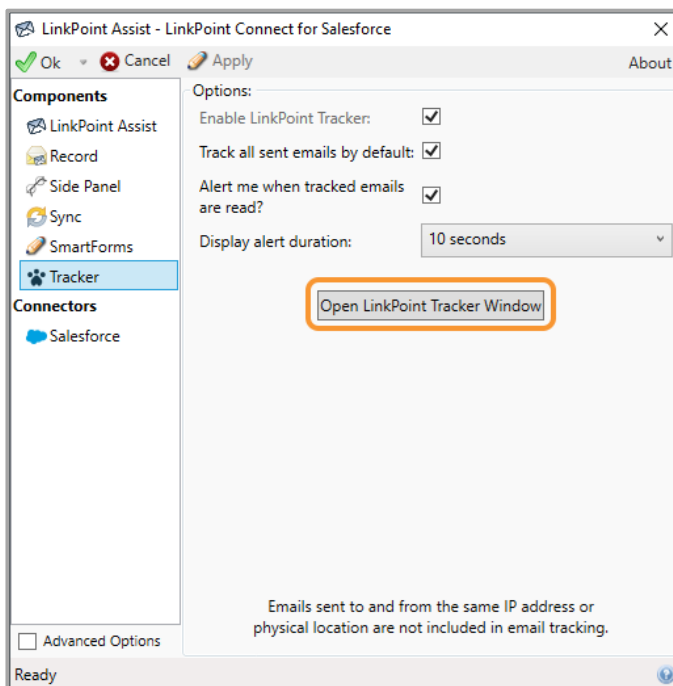 LinkPoint Assist - LinkPoint Connect for Salesforce
Ok Cancel Apply About
Components
LinkPoint Assist
Record
Side Panel
Sync
SmartForms
Tracker
Connectors
Salesforce
Options:
Enable LinkPoint Tracker:
Track all sent emails by default:
Alert me when tracked emails
are read?
Display alert duration: 10 seconds
Open LinkPoint Tracker Window
Emails sent to and from the same IP address or
physical location are not included in email tracking.
Advanced Options
Ready